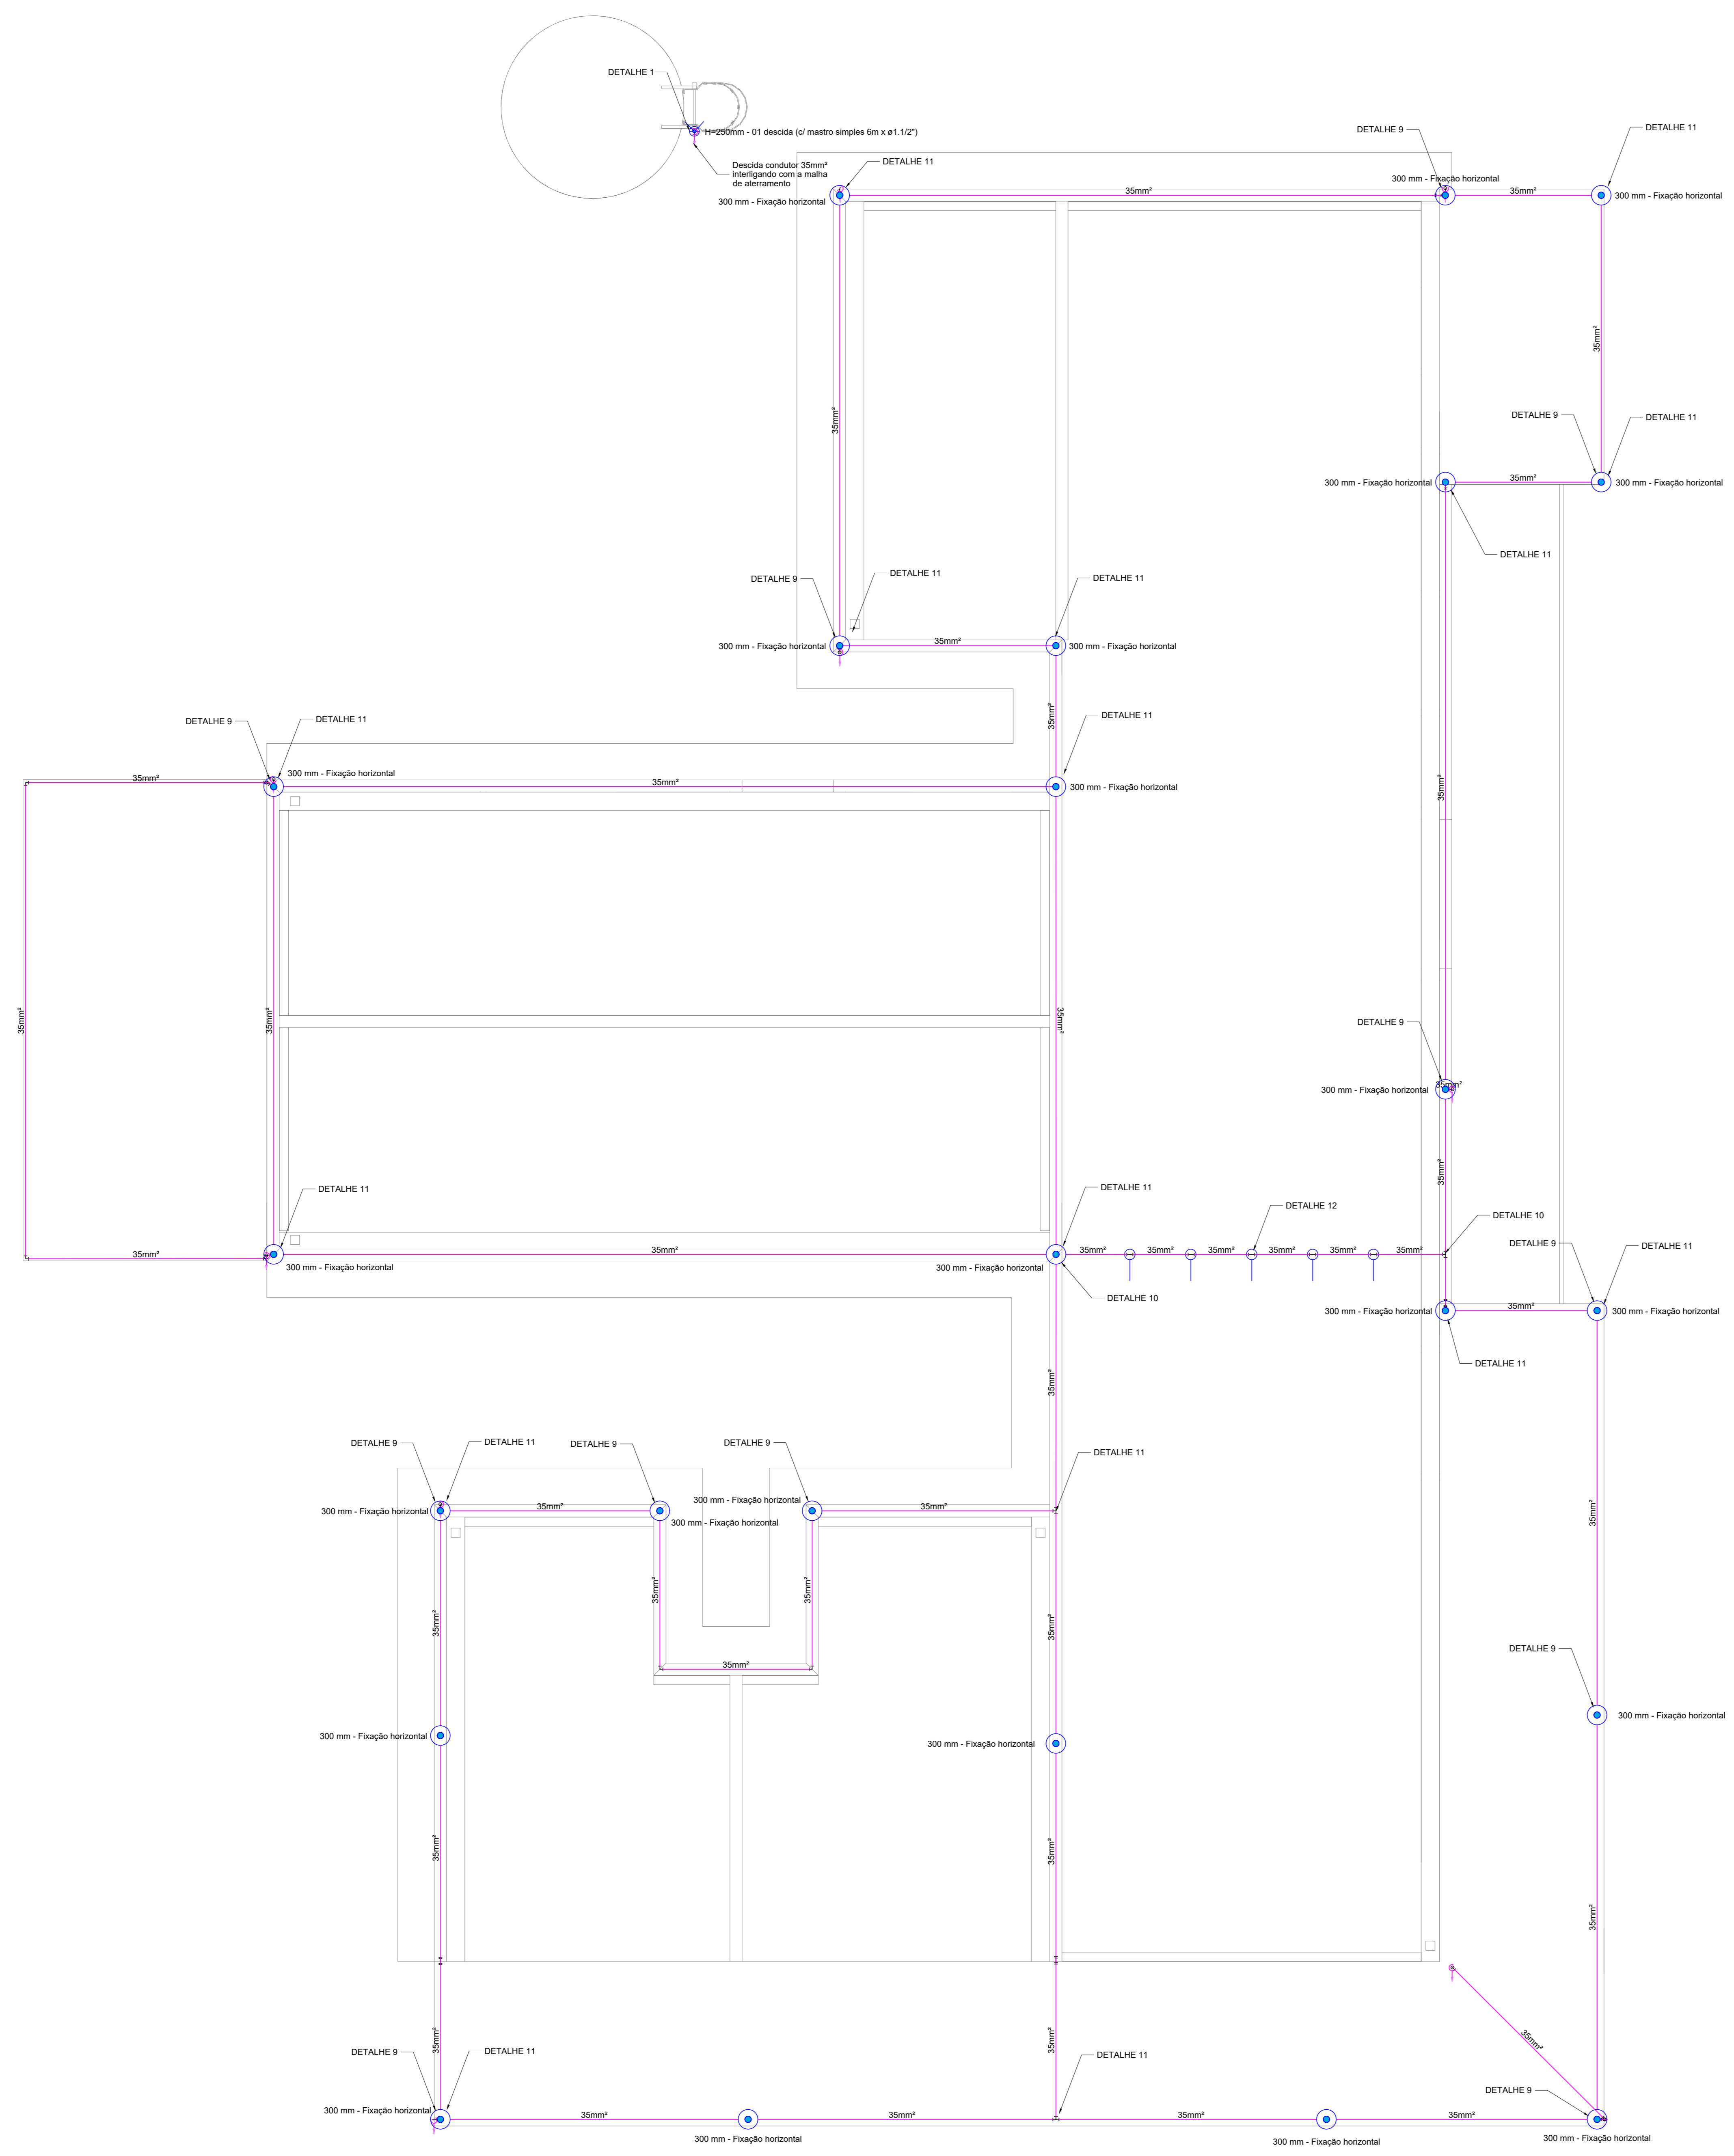 DETALHE 1
H=250mm - 01 descida (c/ mastro simples 6m x ø1.1/2")
Descida condutor 35mm²
interligando com a malha
de aterramento
DETALHE 11
DETALHE 9
DETALHE 11
300 mm - Fixação horizontal
35mm²
300 mm - Fixação horizontal
35mm²
300 mm - Fixação horizontal
35mm²
35mm²
DETALHE 9
DETALHE 11
300 mm - Fixação horizontal
35mm²
300 mm - Fixação horizontal
DETALHE 11
DETALHE 9
DETALHE 11
DETALHE 11
300 mm - Fixação horizontal
35mm²
300 mm - Fixação horizontal
35mm²
DETALHE 9
DETALHE 11
DETALHE 11
300 mm - Fixação horizontal
35mm²
35mm²
300 mm - Fixação horizontal
35mm²
35mm²
35mm²
35mm²
DETALHE 9
35mm²
300 mm - Fixação horizontal
35mm²
DETALHE 11
DETALHE 11
DETALHE 12
DETALHE 10
DETALHE 9
DETALHE 11
35mm²
35mm²
35mm²
35mm²
35mm²
35mm²
35mm²
35mm²
300 mm - Fixação horizontal
300 mm - Fixação horizontal
DETALHE 10
300 mm - Fixação horizontal
35mm²
300 mm - Fixação horizontal
DETALHE 11
35mm²
DETALHE 9
DETALHE 11
DETALHE 9
DETALHE 9
DETALHE 11
300 mm - Fixação horizontal
35mm²
300 mm - Fixação horizontal
300 mm - Fixação horizontal
35mm²
35mm²
35mm²
35mm²
35mm²
35mm²
35mm²
DETALHE 9
300 mm - Fixação horizontal
300 mm - Fixação horizontal
300 mm - Fixação horizontal
35mm²
35mm²
35mm²
35mm²
35mm²
35mm²
DETALHE 9
DETALHE 11
DETALHE 11
DETALHE 9
300 mm - Fixação horizontal
35mm²
35mm²
35mm²
35mm²
300 mm - Fixação horizontal
300 mm - Fixação horizontal
300 mm - Fixação horizontal